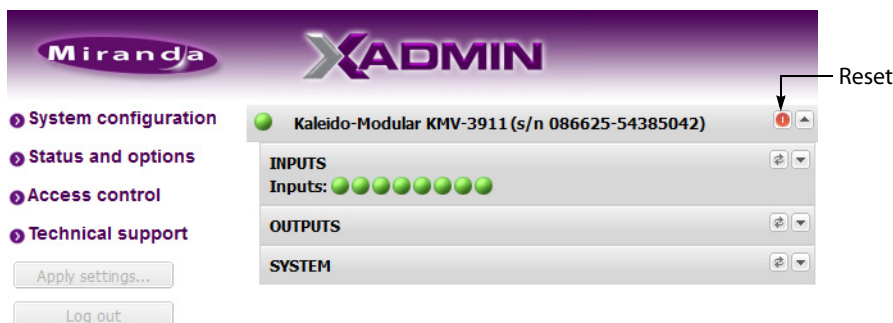 Miranda
XADMIN
Reset
System configuration
Status and options
Access control
Technical support
Apply settings...
Log out
Kaleido-Modular KMV-3911 (s/n 086625-54385042)
INPUTS
Inputs:
OUTPUTS
SYSTEM